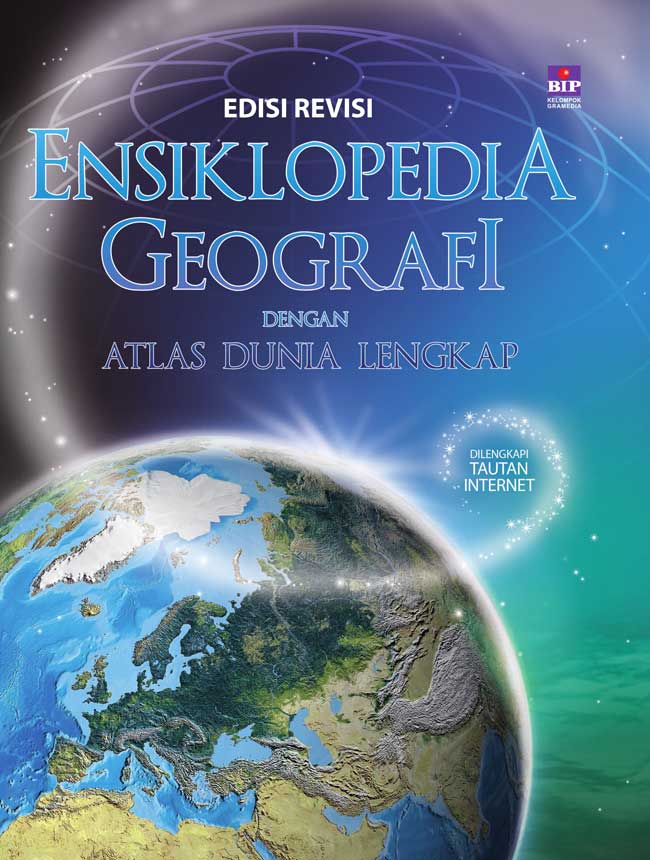 BIP
KELOMPOK
GRAMEDIA
EDISI REVISI
ENSIKLOPEDIA
GEOGRAFI
DENGAN
ATLAS DUNIA LENGKAP
DILENGKAPI
TAUTAN
INTERNET